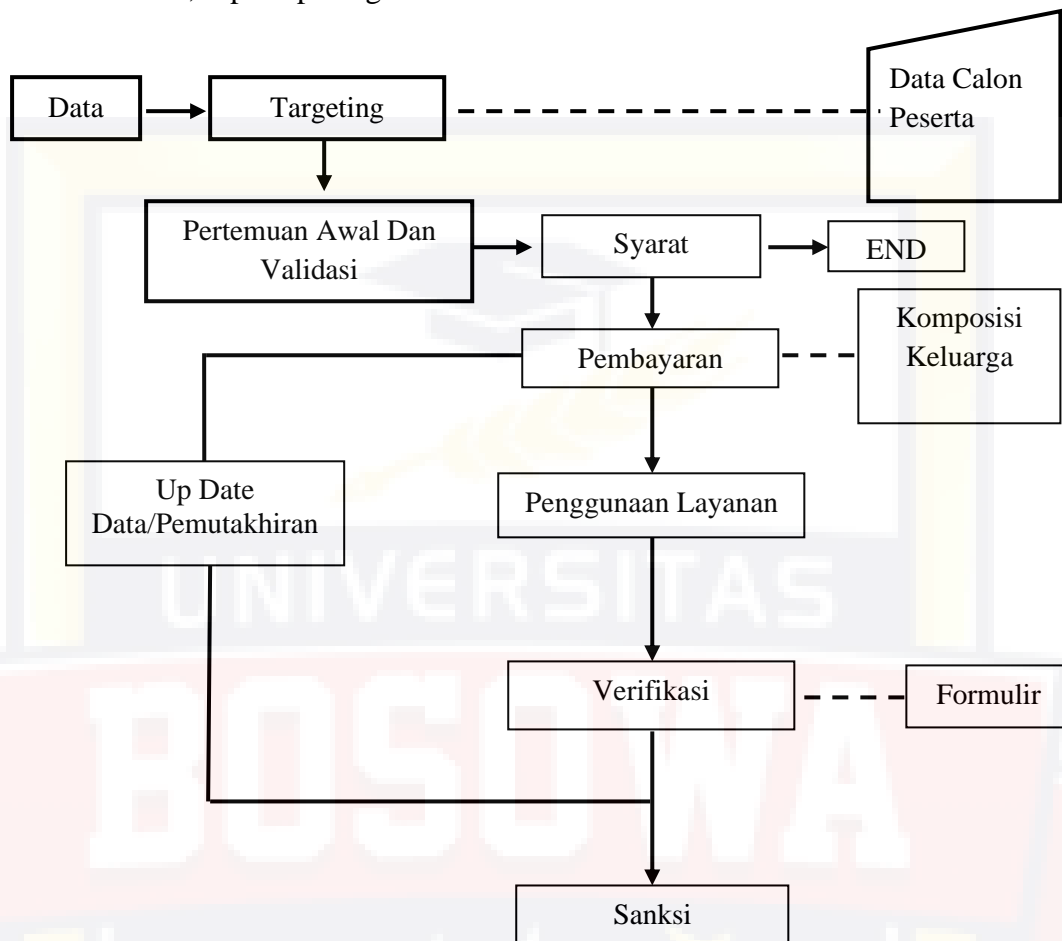 Data
Targeting
Data Calon
Peserta
Pertemuan Awal Dan
Validasi
Syarat
END
Komposisi
Keluarga
Pembayaran
Up Date
Data/Pemutakhiran
Penggunaan Layanan
UNIVERSITAS
Verifikasi
Formulir
BOSOWA
Sanksi